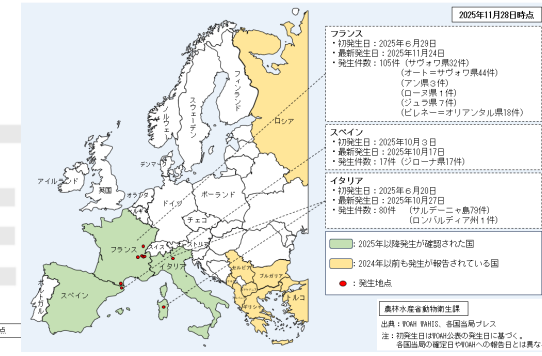 2025年11月28日時点
フランス
・初発生日：2025年６月29日
・最新発生日：2025年11月24日
・発生件数：105件（サヴォワ県32件）
（オート＝サヴォワ県44件）
（アン県３件）
（ローヌ県１件）
（ジュラ県７件）
（ピレネー＝オリアンタル県18件）
スペイン
・初発生日：2025年10月３日
・最新発生日：2025年10月17日
・発生件数：17件（ジローナ県17件）
イタリア
・初発生日：2025年６月20日
・最新発生日：2025年10月27日
・発生件数：80件　（サルデーニャ島79件）
（ロンバルディア州１件）
：2025年以降発生が確認された国
：2024年以前も発生が報告されている国
：発生地点
農林水産省動物衛生課
出典：WOAH WAHIS、各国当局プレス
注：初発生日はWOAH公表の発生日に基づく。
各国当局の確定日やWOAHへの報告日とは異な
フィンランド
スウェーデン
ノルウェー
ロシア
デンマーク
アイルランド
英国
オランダ
ドイツ
ポーランド
チェコ
フランス
スイス
オーストリア
イタリア
スペイン
ポルトガル
セルビア
ブルガリア
ギリシャ
トルコ
点